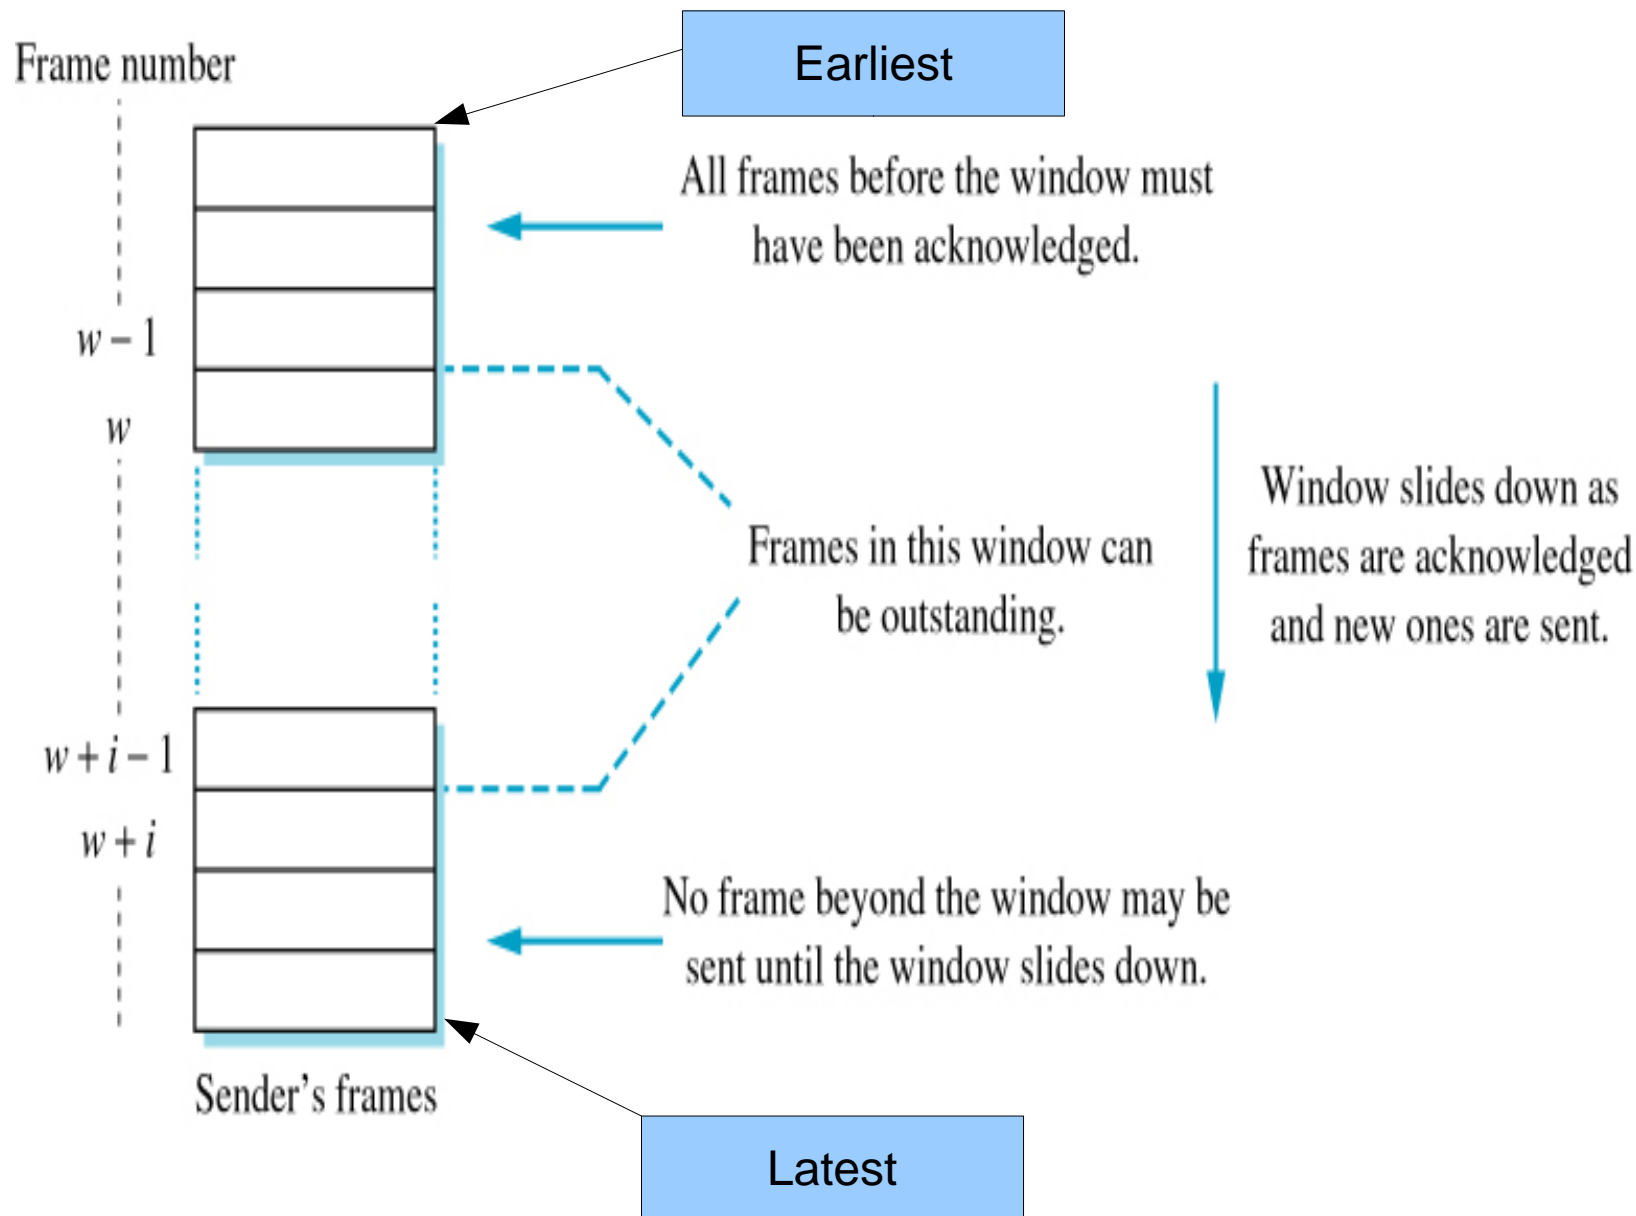 Earliest
Frame number
All frames before the window must
have been acknowledged.
w – 1
w
Window slides down as
frames are acknowledged
and new ones are sent.
Frames in this window can
be outstanding.
w + i – 1
w + i
No frame beyond the window may be
sent until the window slides down.
Sender’s frames
Latest